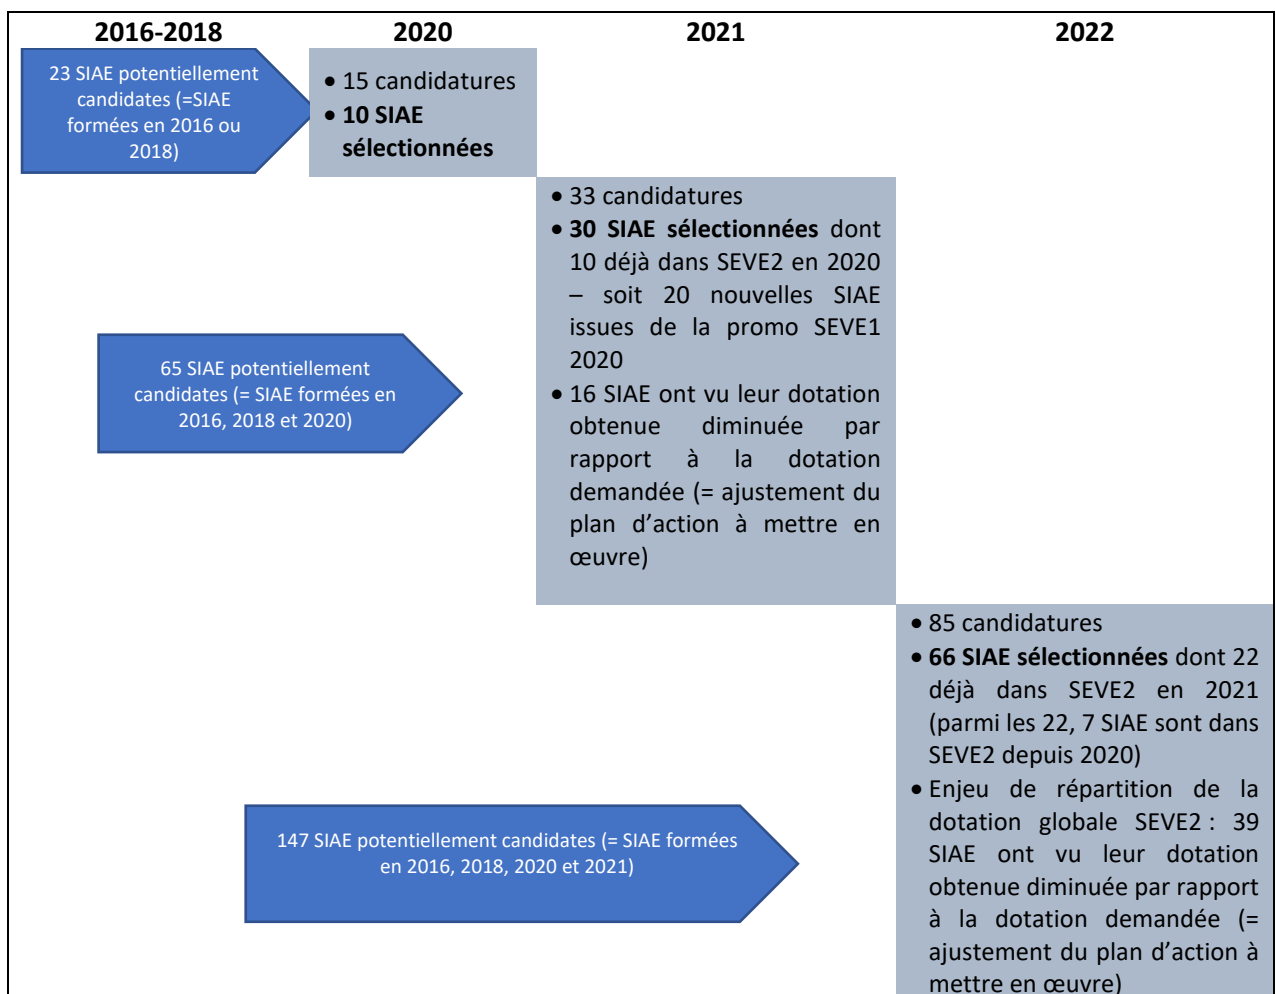 2016-2018 2020 2021 2022
23 SIAE potentiellement
candidates (=SIAE
formées en 2016 ou
2018)
• 15 candidatures
• 10 SIAE
sélectionnées
• 33 candidatures
• 30 SIAE sélectionnées dont
10 déjà dans SEVE2 en 2020
– soit 20 nouvelles SIAE
issues de la promo SEVE1
2020
• 16 SIAE ont vu leur dotation
obtenue diminuée par
rapport à la dotation
demandée (= ajustement du
plan d’action à mettre en
œuvre)
65 SIAE potentiellement
candidates (= SIAE formées en
2016, 2018 et 2020)
• 85 candidatures
• 66 SIAE sélectionnées dont 22
déjà dans SEVE2 en 2021
(parmi les 22, 7 SIAE sont dans
SEVE2 depuis 2020)
• Enjeu de répartition de la
dotation globale SEVE2 : 39
SIAE ont vu leur dotation
obtenue diminuée par rapport
à la dotation demandée (=
ajustement du plan d’action à
mettre en œuvre)
147 SIAE potentiellement candidates (= SIAE formées
en 2016, 2018, 2020 et 2021)